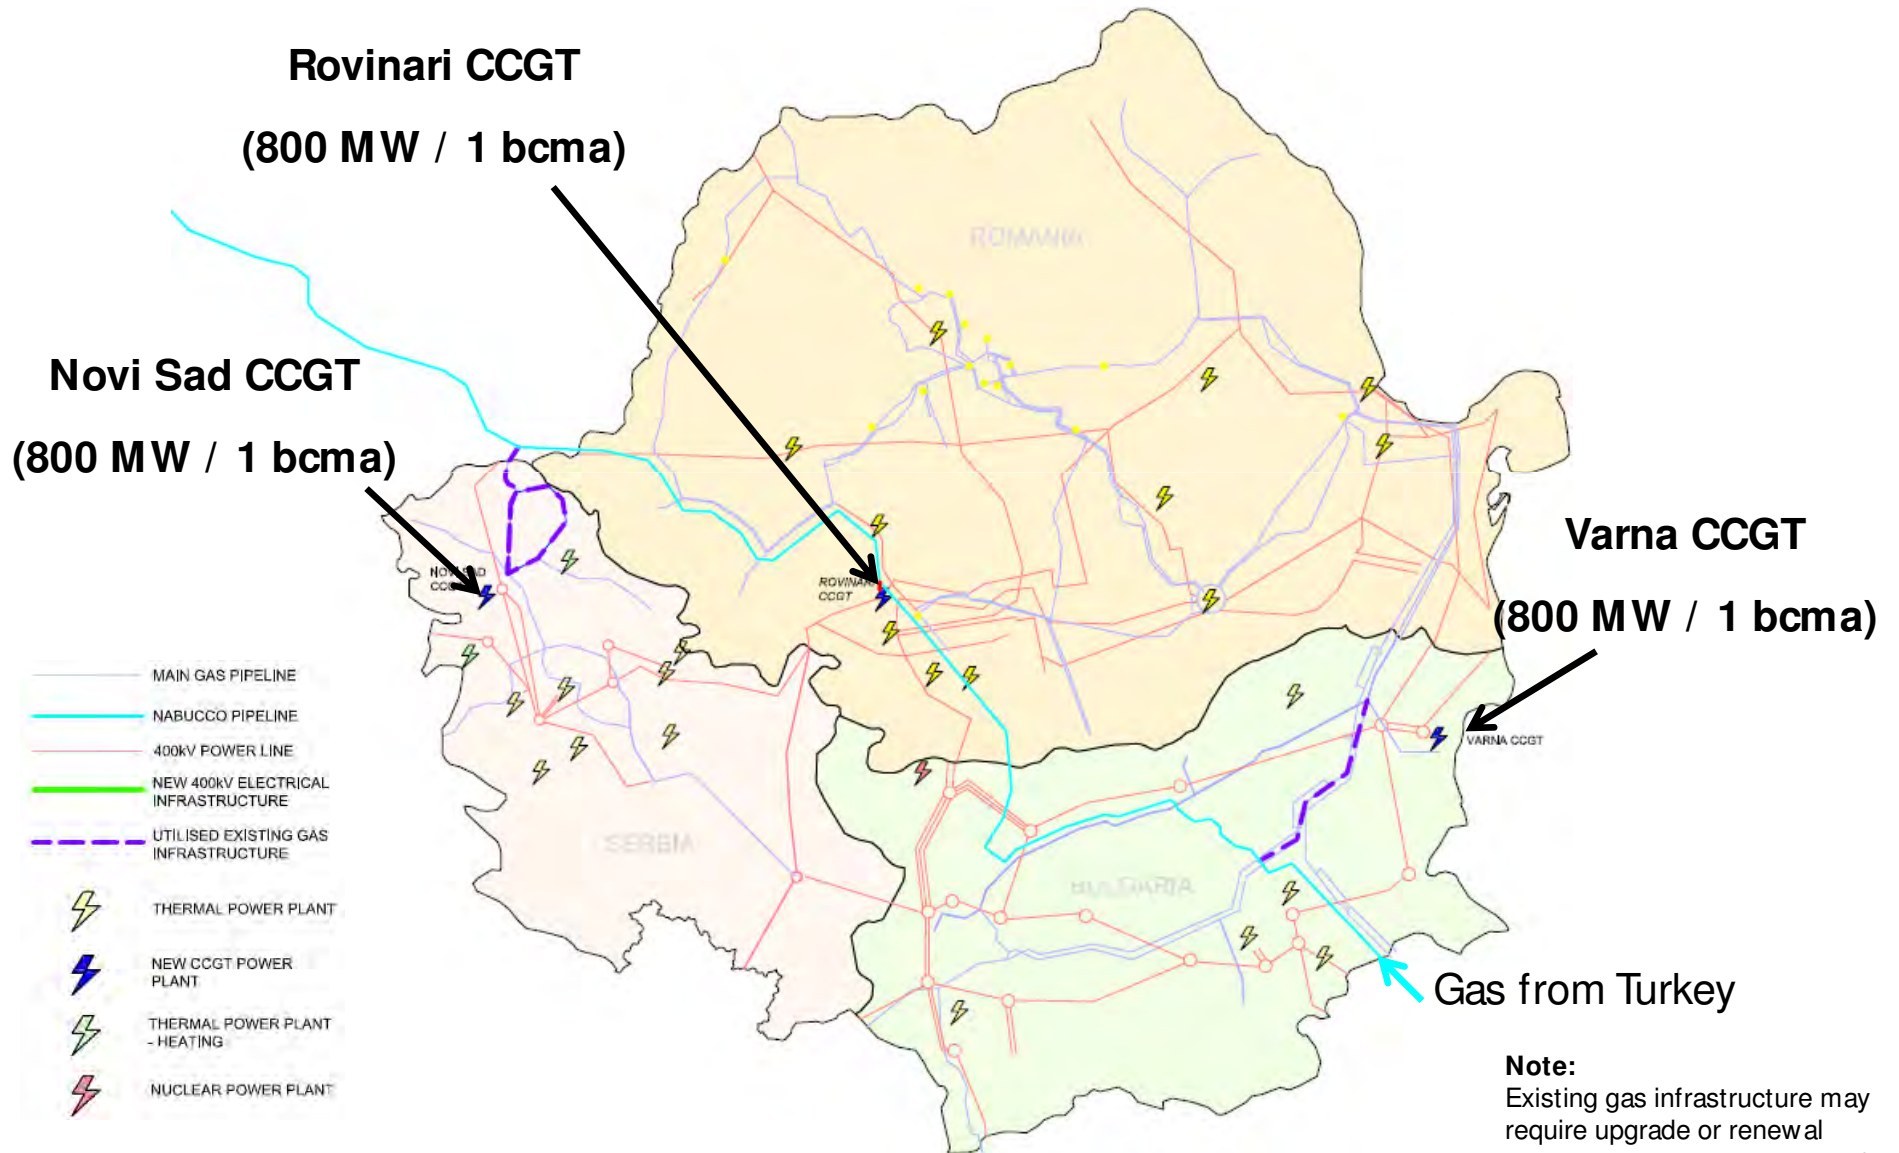 Rovinari CCGT
(800 MW / 1 bcma)
ROMANIA
Novi Sad CCGT
(800 MW / 1 bcma)
Varna CCGT
(800 MW / 1 bcma)
NOVI SAD
ROVINARI
CCGT
VARNA CCGT
MAIN GAS PIPELINE
NABUCCO PIPELINE
400kV POWER LINE
NEW 400kV ELECTRICAL
INFRASTRUCTURE
UTILISED EXISTING GAS
INFRASTRUCTURE
SERBIA
BULGARIA
THERMAL POWER PLANT
NEW CCGT POWER
PLANT
THERMAL POWER PLANT
- HEATING
NUCLEAR POWER PLANT
Gas from Turkey
Note:
Existing gas infrastructure may
require upgrade or renewal